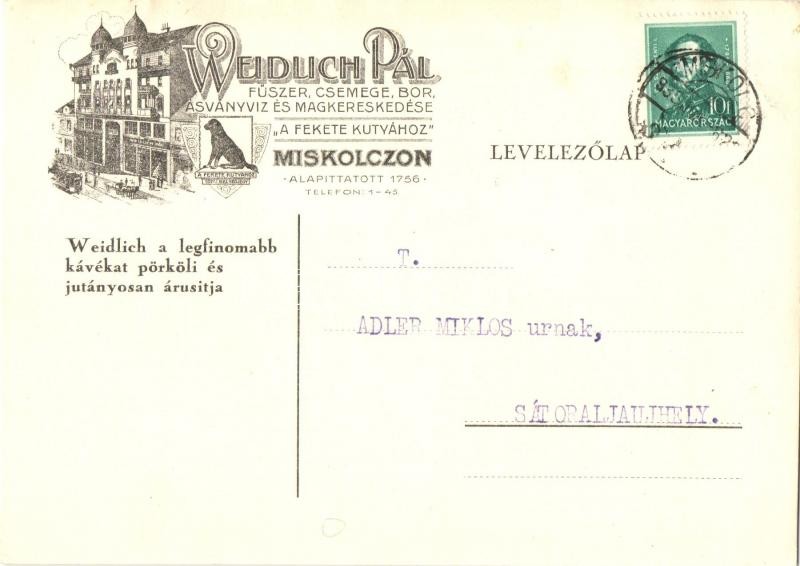 WEIDLICH PÁL
FŰSZER, CSEMEGE, BOR,
ÁSVÁNYVIZ ÉS MAGKERESKEDÉSE
„A FEKETE KUTYÁHOZ"
MISKOLCZON
·ALAPITTATOTT 1756·
TELEFON: 1-45.
A FEKETE KUTYÁHOZ
LEVELEZŐLAP
10f
MAGYARORSZÁG
MISKOLC
Weidlich a legfinomabb
kávékat pörköli és
jutányosan árusitja
T.
ADLER MIKLOS urnak,
SÁTORALJAUJHELY.